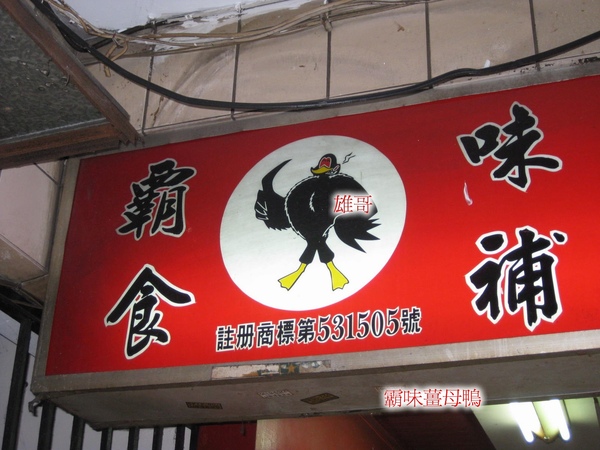 霸 味
食 補
雄哥
註册商標第531505號
霸味薑母鴨